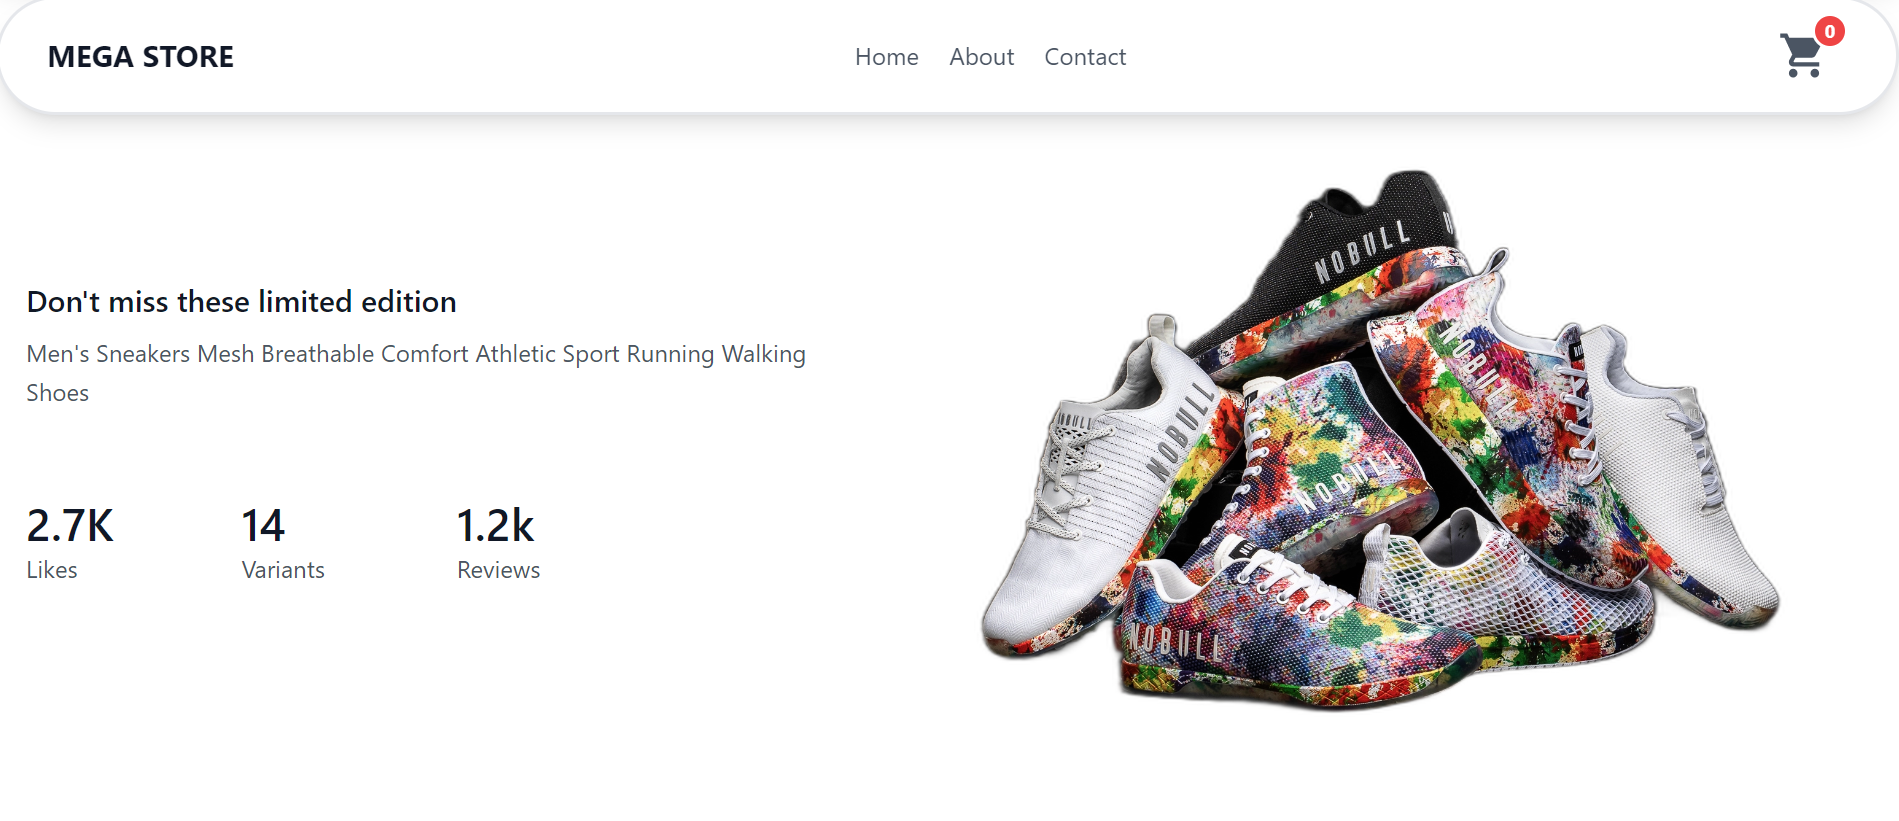 MEGA STORE
Home About Contact
0
Don't miss these limited edition
Men's Sneakers Mesh Breathable Comfort Athletic Sport Running Walking
Shoes
2.7K 14 1.2k
Likes Variants Reviews
NOBULL
NOBULL
NOBULL
NOBULL
NOBULL
NOBULL